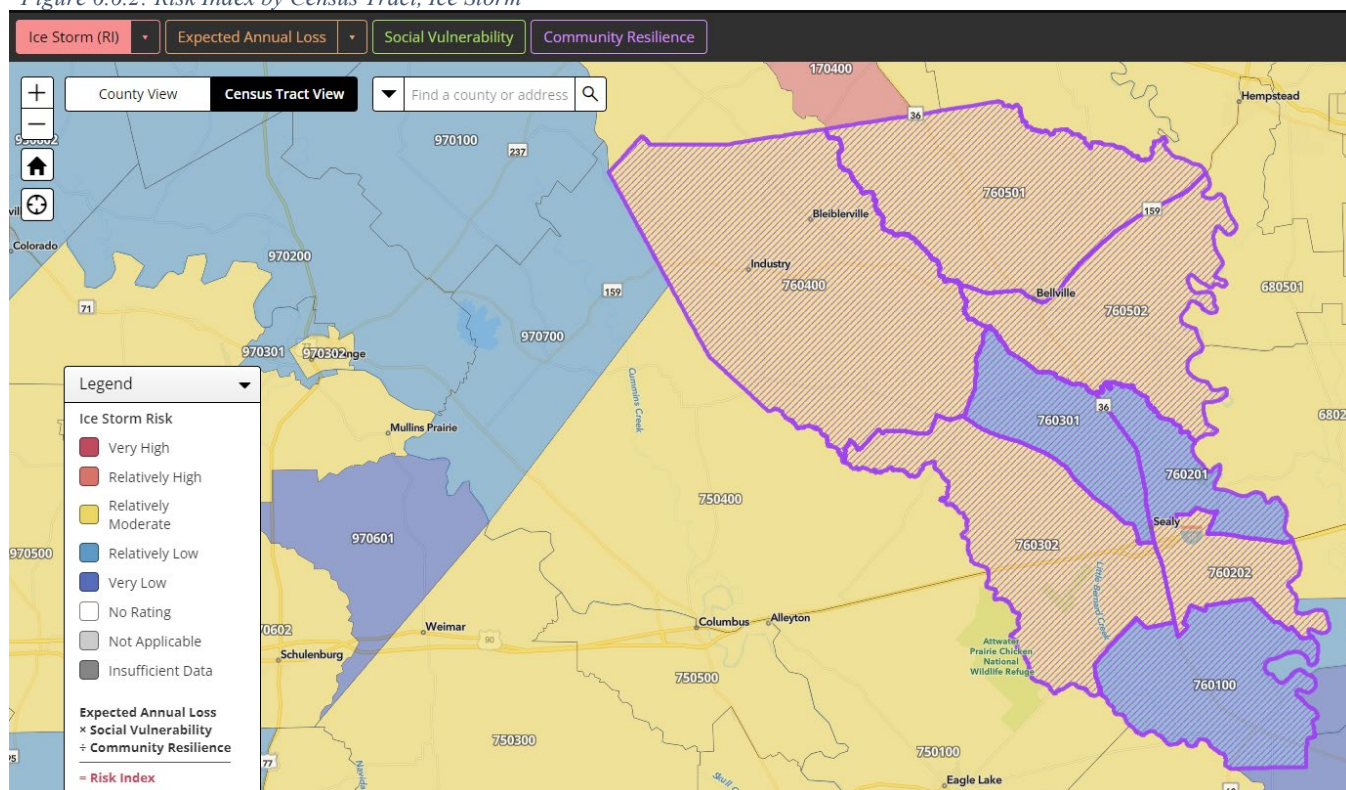 Figure 6.6.2: Risk Index by Census Tract, Ice Storm
Ice Storm (RI)
Expected Annual Loss
Social Vulnerability
Community Resilience
County View
Census Tract View
Find a county or address
170400
36
Hempstead
970100
237
760501
Bleiblerville
159
Colorado
970200
Industry
760400
159
Bellville
680501
71
760502
970700
970301
970302
Cummins Creek
Legend
Ice Storm Risk
Very High
Relatively High
Relatively
Moderate
Relatively Low
Very Low
No Rating
Not Applicable
Insufficient Data
Expected Annual Loss
× Social Vulnerability
÷ Community Resilience
= Risk Index
Mullins Prairie
36
760301
760201
750400
Sealy
970500
970601
760302
760202
Little Bernard Creek
Columbus
Alleyton
Weimar
90
Schulenburg
Attwater
Prairie Chicken
National
Wildlife Refuge
750500
760100
750300
750100
77
Eagle Lake